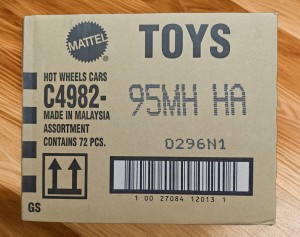 MATTEL
TOYS
HOT WHEELS CARS
C4982- 95MH HA
MADE IN MALAYSIA
ASSORTMENT
CONTAINS 72 PCS.
0296N1
1 00 27084 12013 1
GS